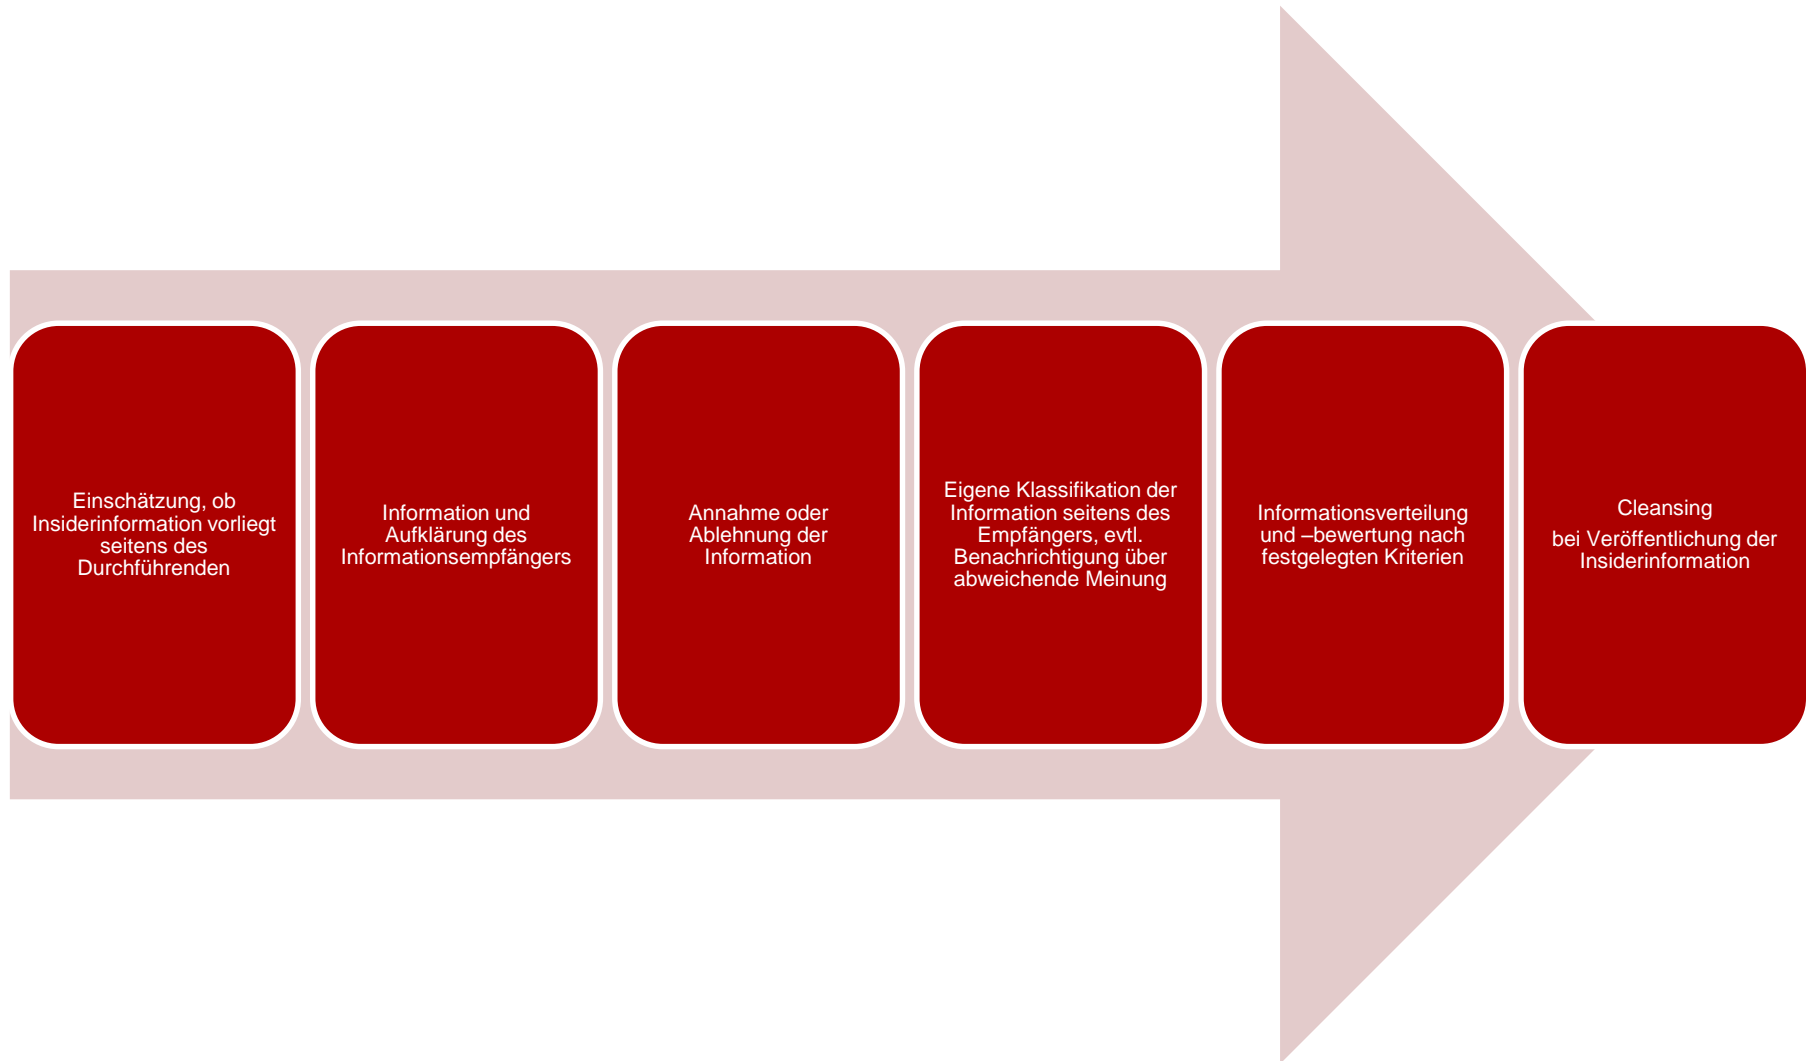 Einschätzung, ob
Insiderinformation vorliegt
seitens des
Durchführenden
Information und
Aufklärung des
Informationsempfängers
Annahme oder
Ablehnung der
Information
Eigene Klassifikation der
Information seitens des
Empfängers, evtl.
Benachrichtigung über
abweichende Meinung
Informationsverteilung
und –bewertung nach
festgelegten Kriterien
Cleansing
bei Veröffentlichung der
Insiderinformation